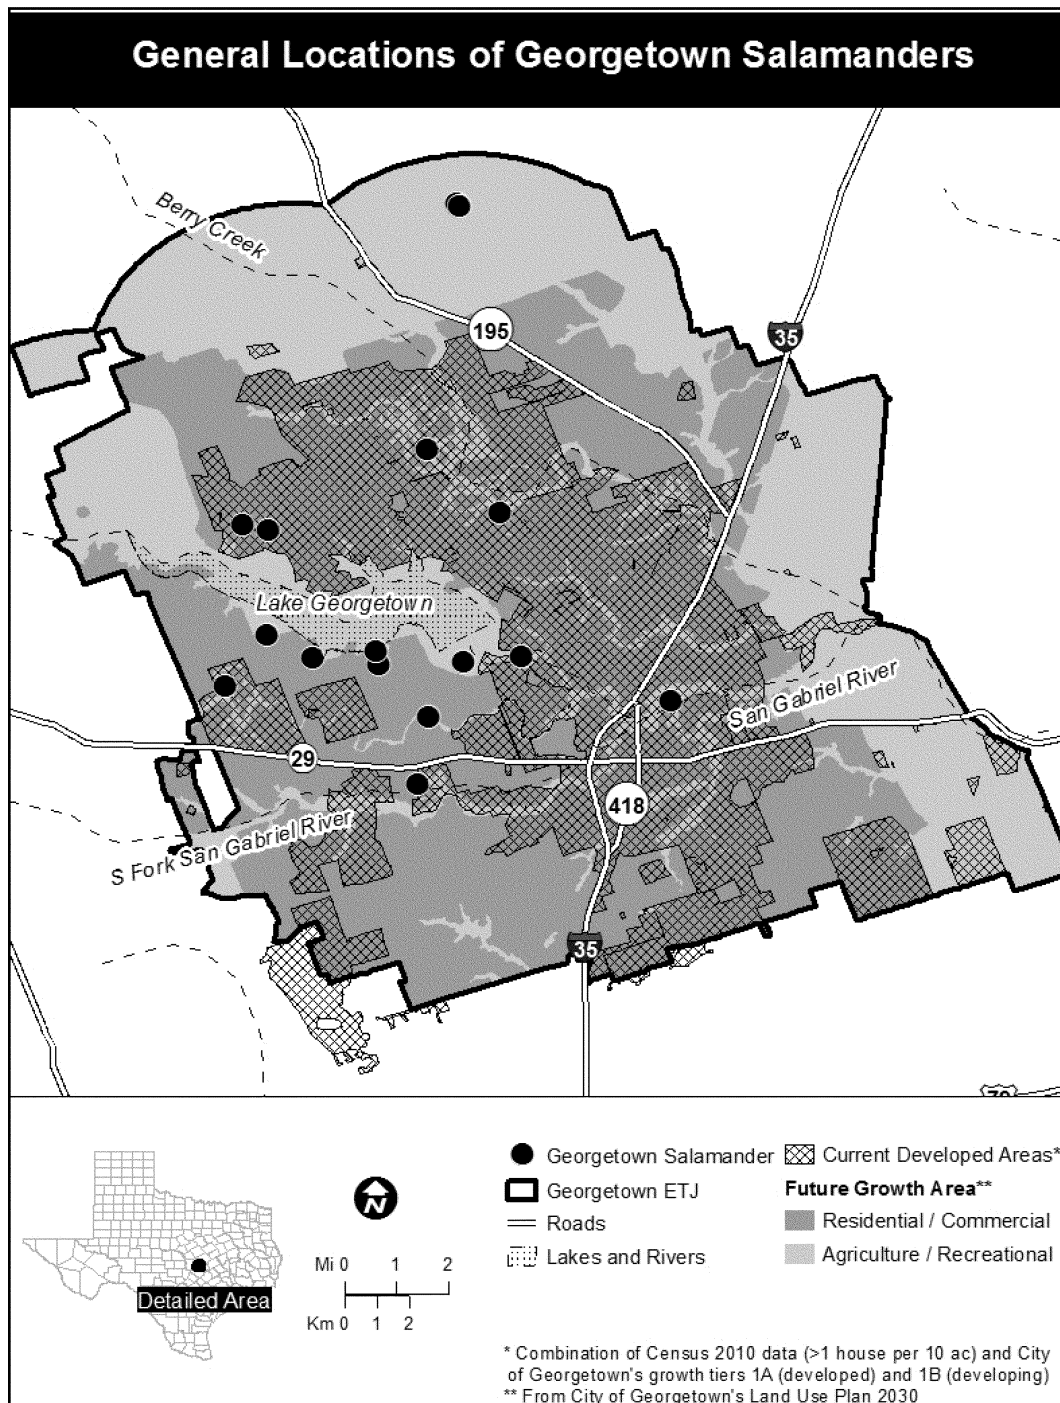 General Locations of Georgetown Salamanders
Berry Creek
195
35
Lake Georgetown
San Gabriel River
29
418
S Fork San Gabriel River
35
Georgetown Salamander
Georgetown ETJ
Roads
Lakes and Rivers
Current Developed Areas*
Future Growth Area**
Residential / Commercial
Agriculture / Recreational
N
Mi 0 1 2
Km 0 1 2
Detailed Area
* Combination of Census 2010 data (>1 house per 10 ac) and City
of Georgetown's growth tiers 1A (developed) and 1B (developing)
** From City of Georgetown's Land Use Plan 2030